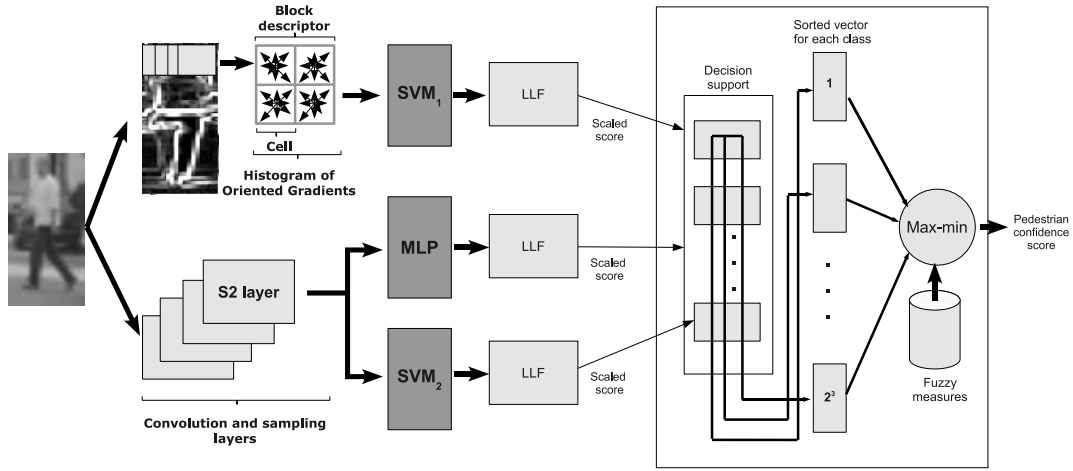 Block
descriptor
Cell
Histogram of
Oriented Gradients
SVM1
LLF
Scaled
score
S2 layer
Convolution and sampling
layers
MLP
LLF
Scaled
score
SVM2
LLF
Scaled
score
Decision
support
Sorted vector
for each class
1
2³
Max-min
Fuzzy
measures
Pedestrian
confidence
score